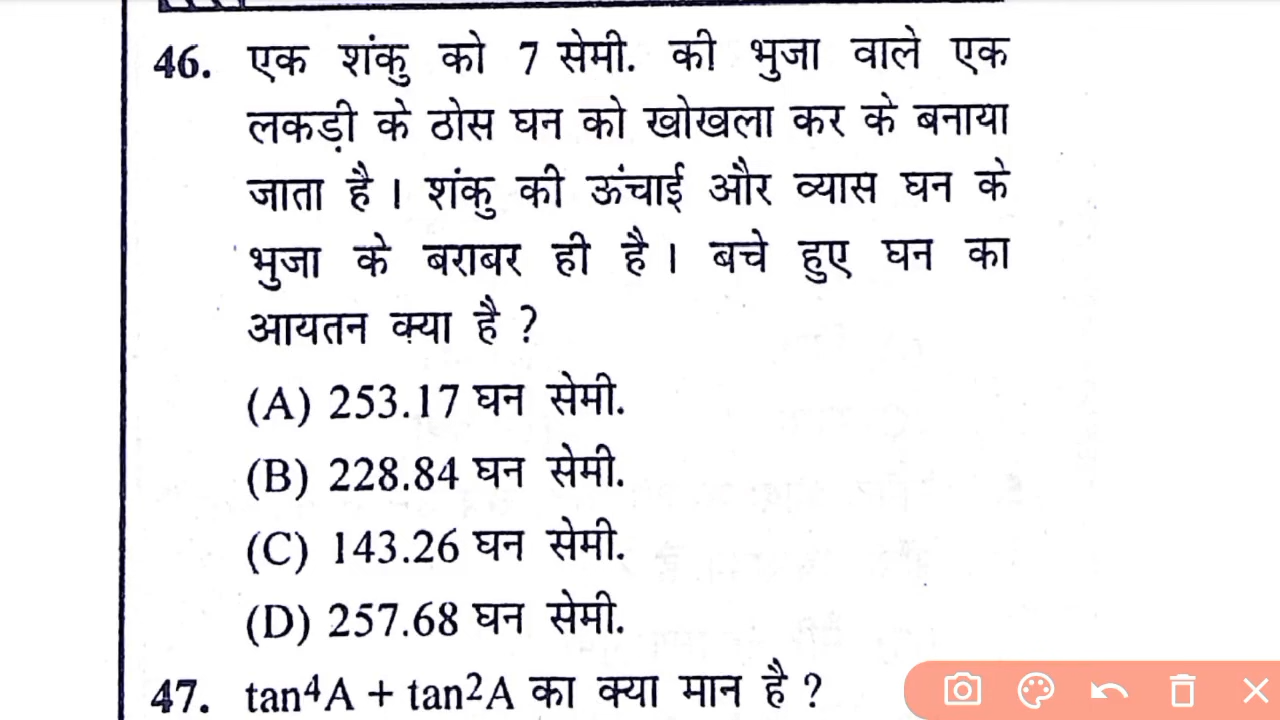 46. एक शंकु को 7 सेमी. की भुजा वाले एक
लकड़ी के ठोस घन को खोखला कर के बनाया
जाता है । शंकु की ऊंचाई और व्यास घन के
भुजा के बराबर ही है । बचे हुए घन का
आयतन क्या है ?
(A) 253.17 घन सेमी.
(B) 228.84 घन सेमी.
(C) 143.26 घन सेमी.
(D) 257.68 घन सेमी.
47. tan⁴A + tan²A का क्या मान है ?